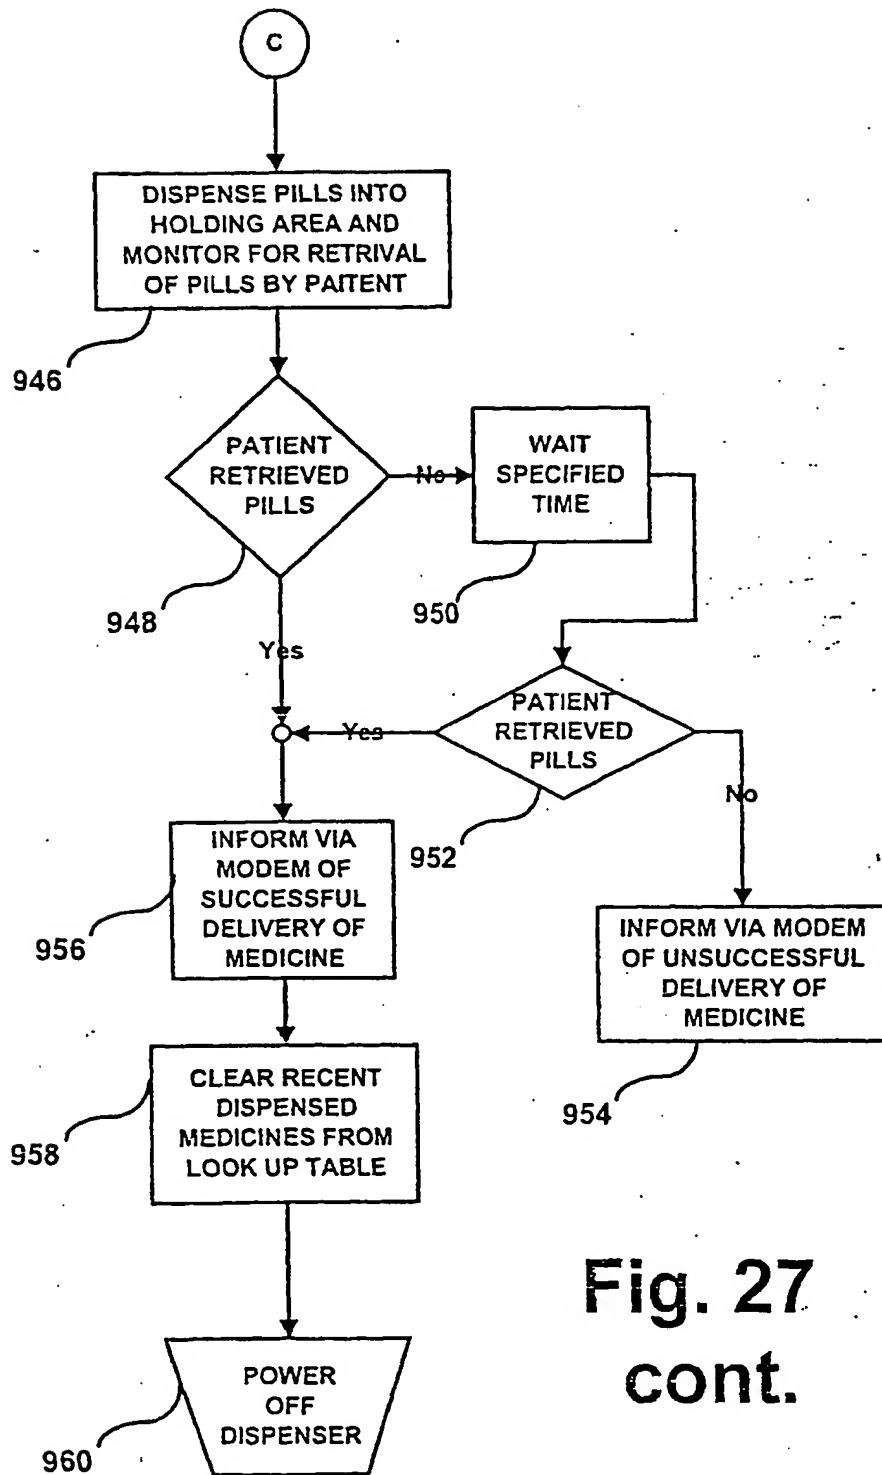 C
DISPENSE PILLS INTO
HOLDING AREA AND
MONITOR FOR RETRIVAL
OF PILLS BY PAITENT
946
PATIENT
RETRIEVED
PILLS
948
No
WAIT
SPECIFIED
TIME
950
Yes
PATIENT
RETRIEVED
PILLS
952
Yes
No
INFORM VIA
MODEM OF
SUCCESSFUL
DELIVERY OF
MEDICINE
956
INFORM VIA MODEM
OF UNSUCCESSFUL
DELIVERY OF
MEDICINE
954
CLEAR RECENT
DISPENSED
MEDICINES FROM
LOOK UP TABLE
958
POWER
OFF
DISPENSER
960
Fig. 27
cont.